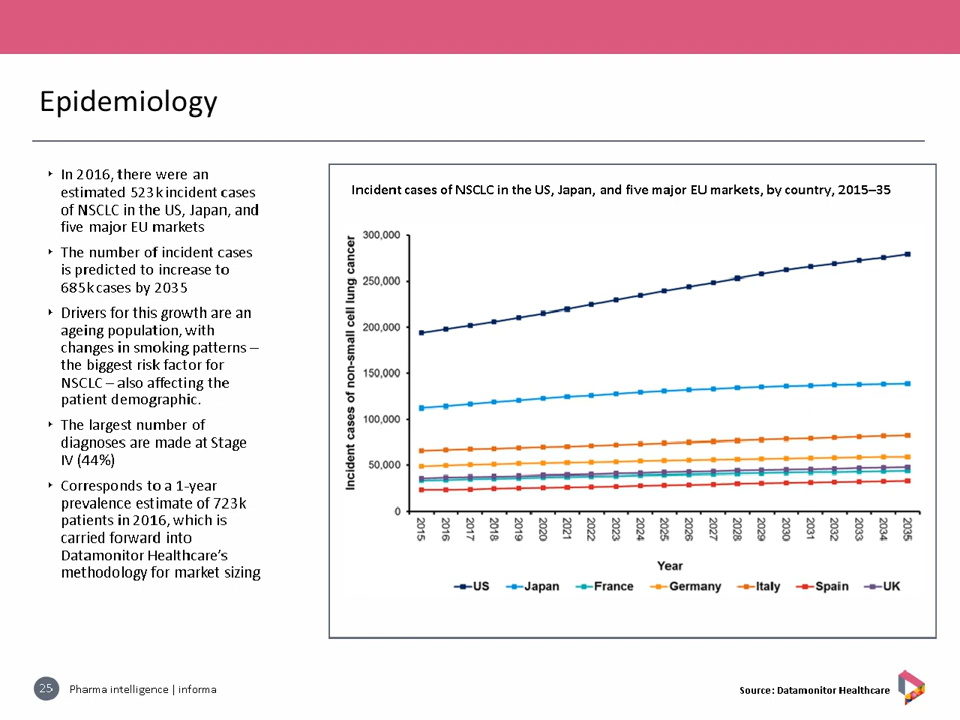 Epidemiology
‣ In 2016, there were an
estimated 523k incident cases
of NSCLC in the US, Japan, and
five major EU markets
‣ The number of incident cases
is predicted to increase to
685k cases by 2035
‣ Drivers for this growth are an
ageing population, with
changes in smoking patterns –
the biggest risk factor for
NSCLC – also affecting the
patient demographic.
‣ The largest number of
diagnoses are made at Stage
IV (44%)
‣ Corresponds to a 1-year
prevalence estimate of 723k
patients in 2016, which is
carried forward into
Datamonitor Healthcare’s
methodology for market sizing
Incident cases of NSCLC in the US, Japan, and five major EU markets, by country, 2015–35
Incident cases of non-small cell lung cancer
300,000
250,000
200,000
150,000
100,000
50,000
0
2015 2016 2017 2018 2019 2020 2021 2022 2023 2024 2025 2026 2027 2028 2029 2030 2031 2032 2033 2034 2035
Year
US Japan France Germany Italy Spain UK
25 Pharma intelligence | informa
Source: Datamonitor Healthcare